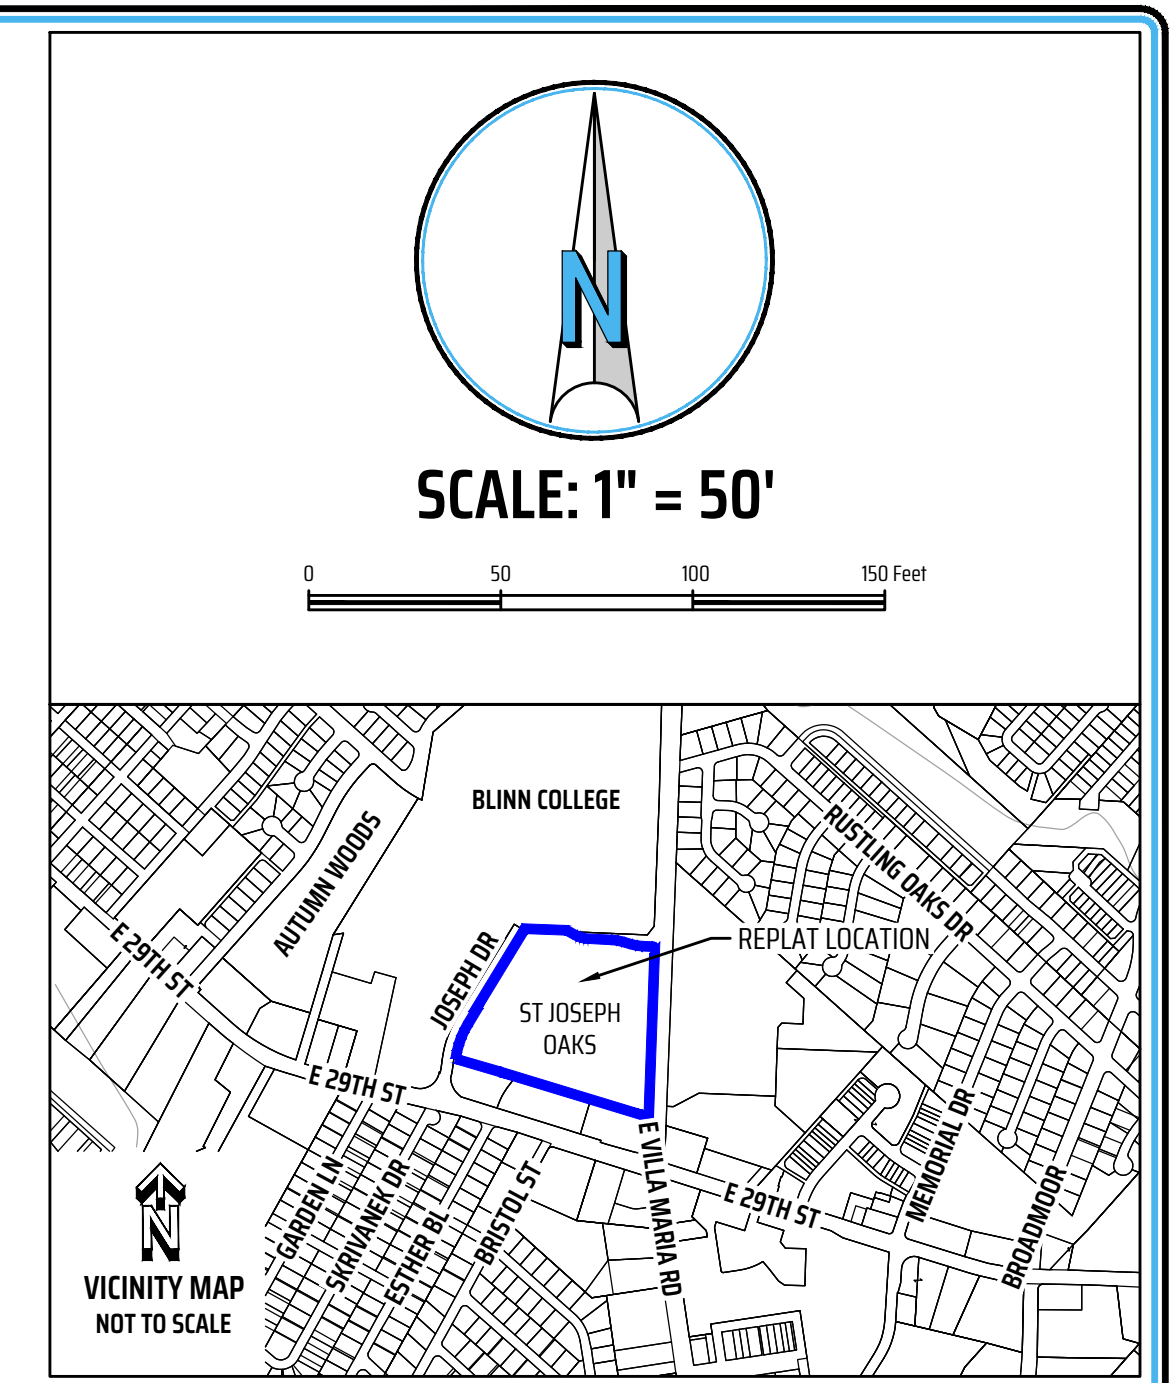 N
SCALE: 1" = 50'
0 50 100 150 Feet
BLINN COLLEGE
AUTUMN WOODS
RUSTLING OAKS DR
E 29TH ST
JOSEPH DR
REPLAT LOCATION
ST JOSEPH
OAKS
E 29TH ST
GARDEN LN
SKRIVANEK DR
ESTHER BL
BRISTOL ST
E VILLA MARIA RD
E 29TH ST
MEMORIAL DR
BROADMOOR
N
VICINITY MAP
NOT TO SCALE